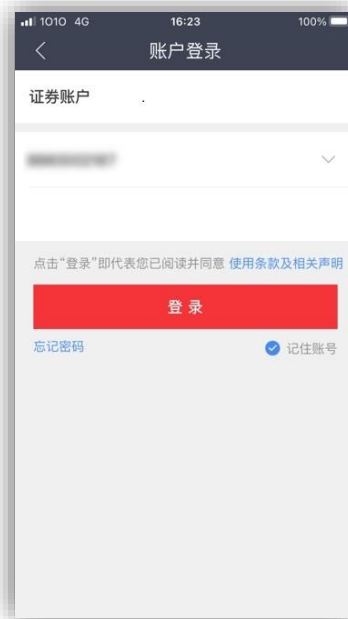 1O1O 4G 16:23 100%
账户登录
证券账户
点击“登录”即代表您已阅读并同意 使用条款及相关声明
登 录
忘记密码 记住账号